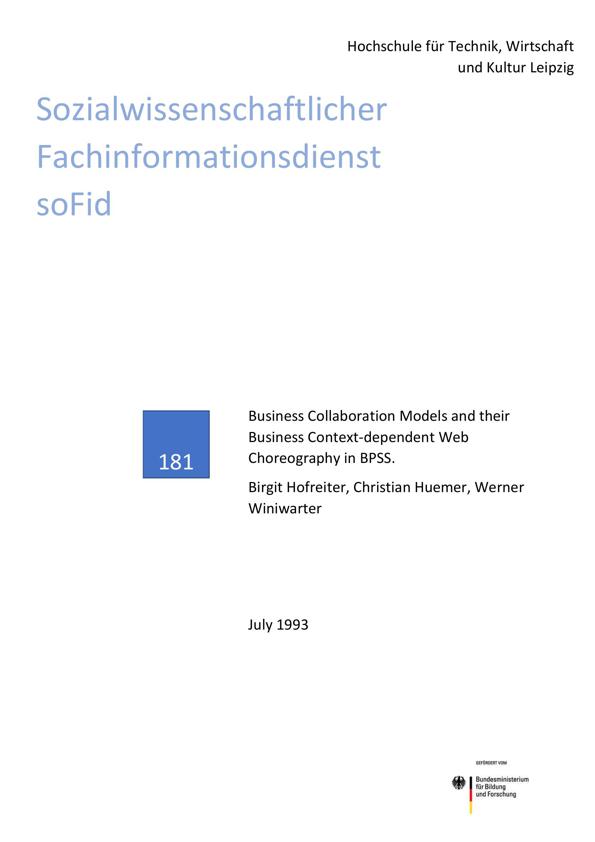 Hochschule für Technik, Wirtschaft
und Kultur Leipzig
Sozialwissenschaftlicher
Fachinformationsdienst
soFid
181
Business Collaboration Models and their
Business Context-dependent Web
Choreography in BPSS.
Birgit Hofreiter, Christian Huemer, Werner
Winiwarter
July 1993
GEFÖRDERT VOM
Bundesministerium
für Bildung
und Forschung